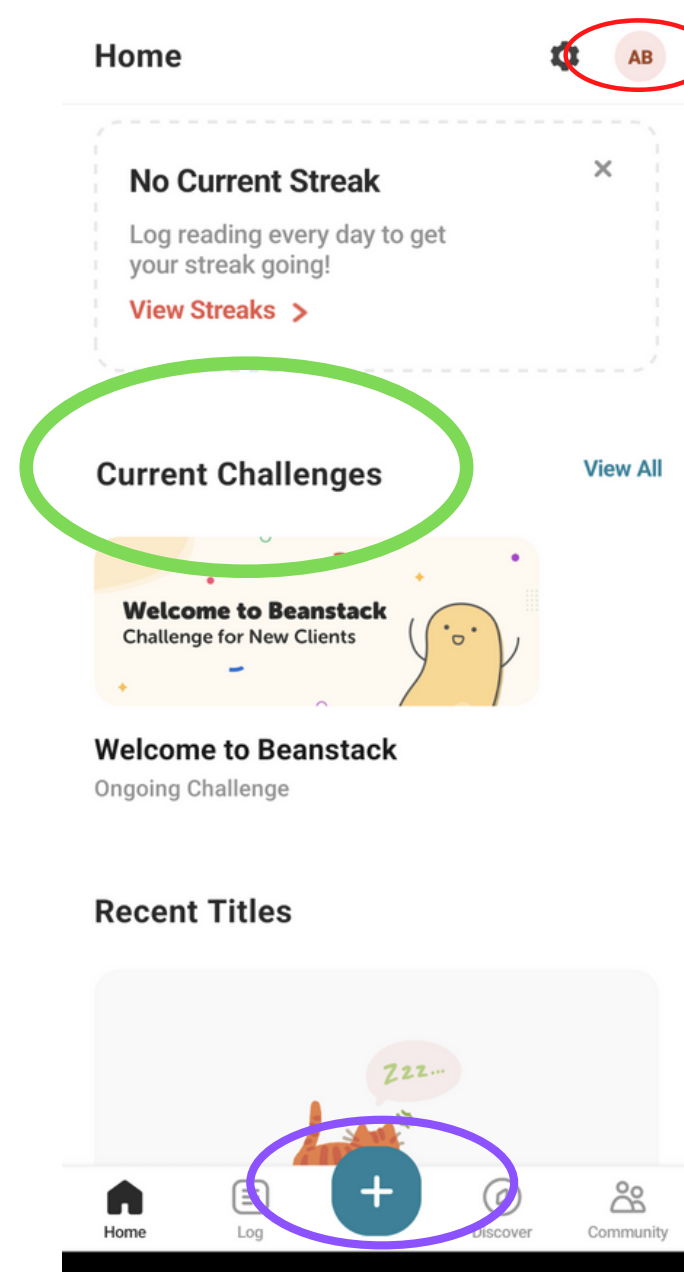 Home
AB
No Current Streak
Log reading every day to get
your streak going!
View Streaks >
Current Challenges
View All
Welcome to Beanstack
Challenge for New Clients
Welcome to Beanstack
Ongoing Challenge
Recent Titles
Zzz...
Home
Log
Discover
Community